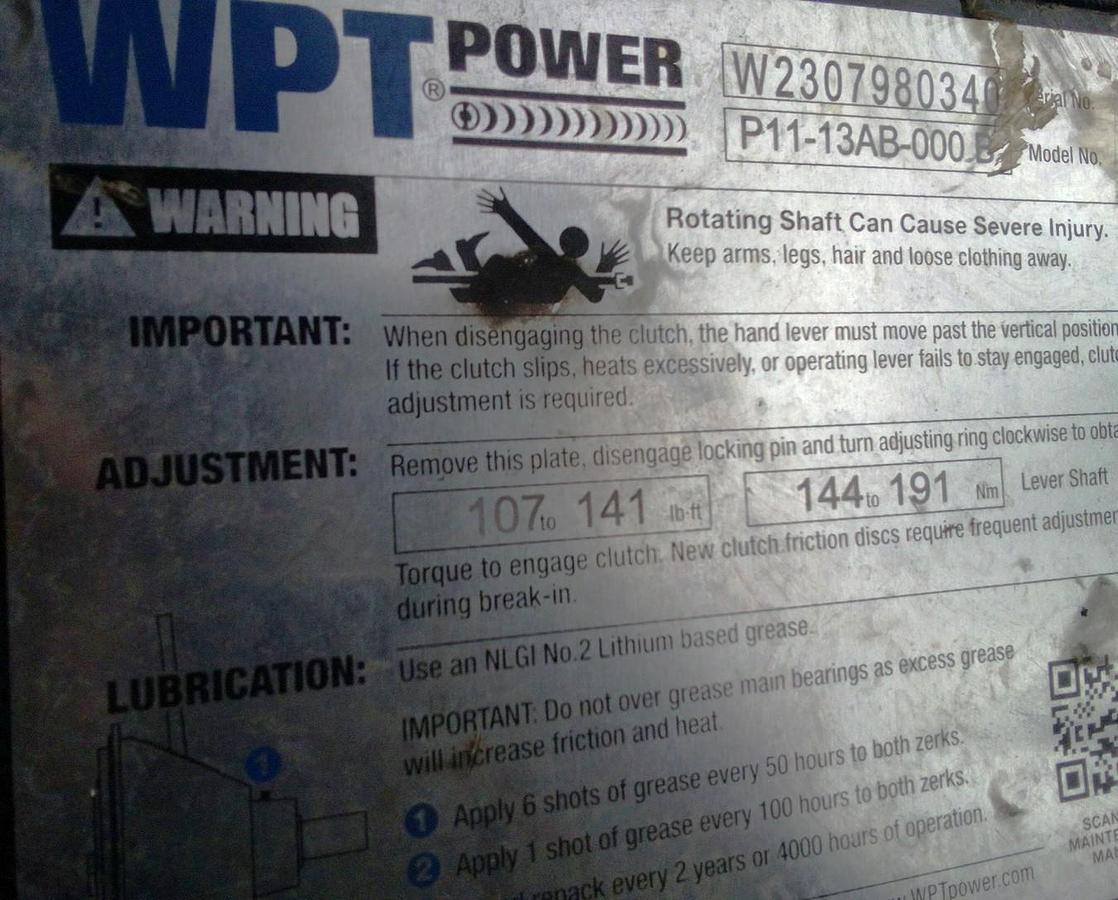 WPT® POWER
W2307980340 Serial No.
P11-13AB-000 B Model No.
WARNING
Rotating Shaft Can Cause Severe Injury.
Keep arms, legs, hair and loose clothing away.
IMPORTANT: When disengaging the clutch, the hand lever must move past the vertical position
If the clutch slips, heats excessively, or operating lever fails to stay engaged,
adjustment is required.
ADJUSTMENT: Remove this plate, disengage locking pin and turn adjusting ring clockwise to
107 to 141 lb·ft 144 to 191 Nm Lever Shaft
Torque to engage clutch. New clutch friction discs require frequent
during break-in.
LUBRICATION: Use an NLGI No.2 Lithium based grease.
IMPORTANT: Do not over grease main bearings as excess grease
will increase friction and heat.
1
1 Apply 6 shots of grease every 50 hours to both zerks.
2 Apply 1 shot of grease every 100 hours to both zerks.
repack every 2 years or 4000 hours of operation.
SCAN
WPTpower.com